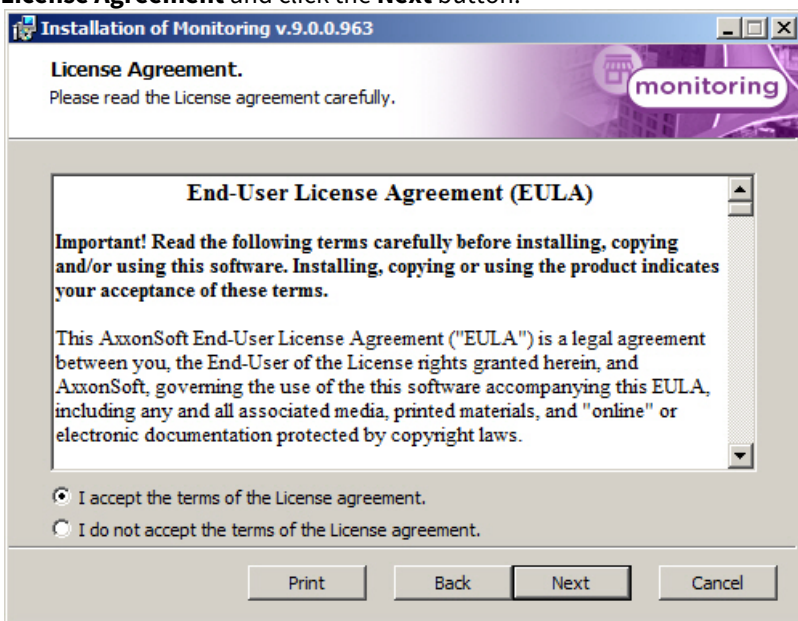 License Agreement and click the Next button.
Installation of Monitoring v.9.0.0.963
License Agreement.
Please read the License agreement carefully.
monitoring
End-User License Agreement (EULA)
Important! Read the following terms carefully before installing, copying
and/or using this software. Installing, copying or using the product indicates
your acceptance of these terms.
This AxxonSoft End-User License Agreement ("EULA") is a legal agreement
between you, the End-User of the License rights granted herein, and
AxxonSoft, governing the use of the this software accompanying this EULA,
including any and all associated media, printed materials, and "online" or
electronic documentation protected by copyright laws.
I accept the terms of the License agreement.
I do not accept the terms of the License agreement.
Print Back Next Cancel